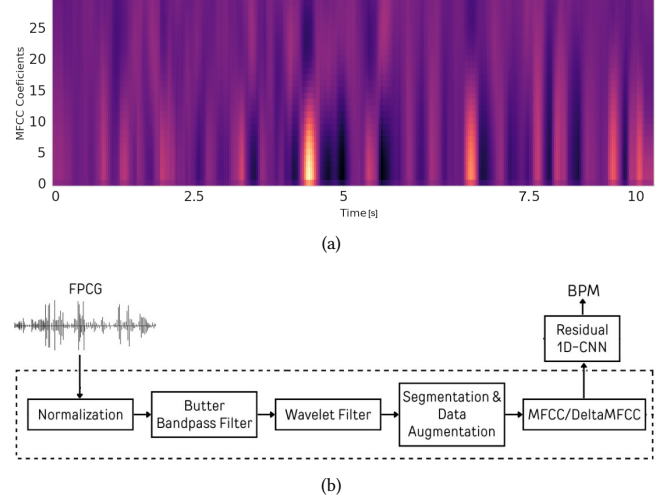 25
20
15
10
5
0
MFCC Coeficients
0 2.5 5 7.5 10
Time[s]
(a)
FPCG
BPM
Residual
1D-CNN
Normalization
Butter
Bandpass Filter
Wavelet Filter
Segmentation &
Data
Augmentation
MFCC/DeltaMFCC
(b)